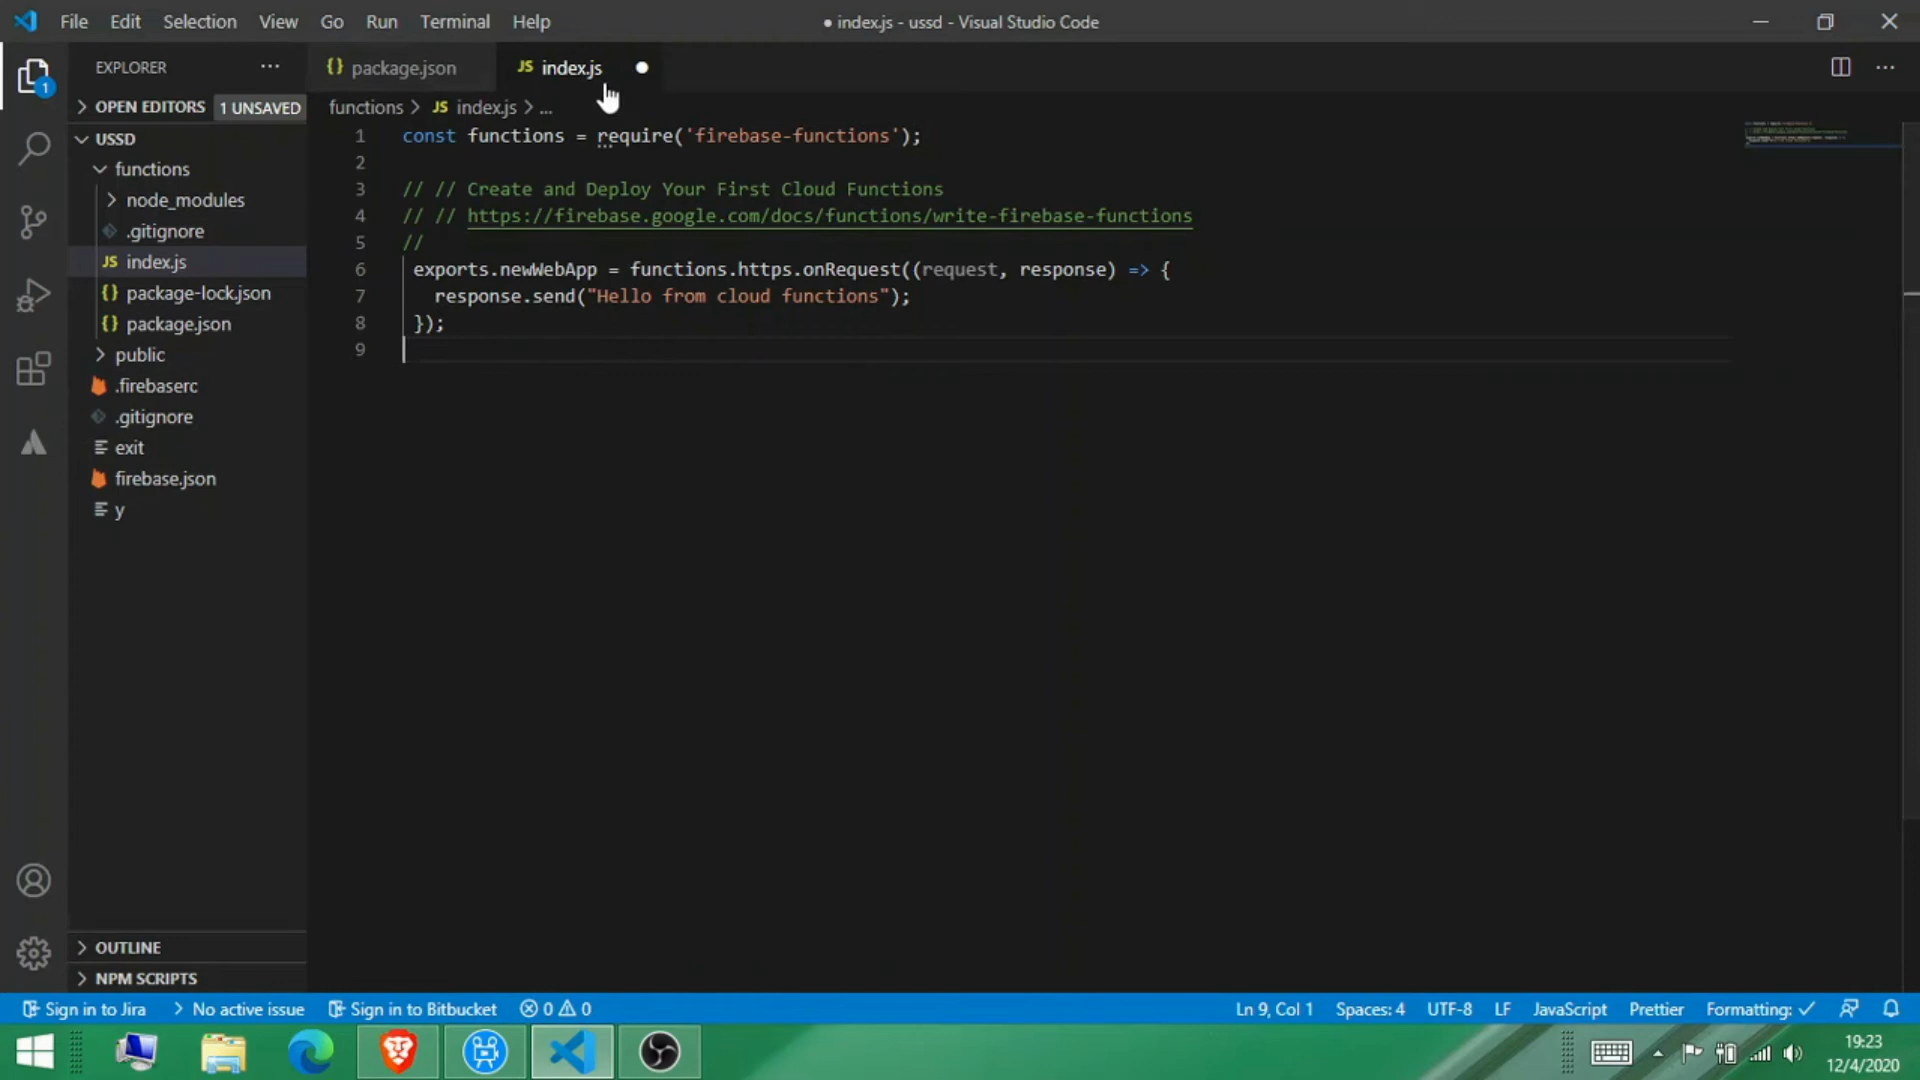 File Edit Selection View Go Run Terminal Help
● index.js - ussd - Visual Studio Code
EXPLORER
OPEN EDITORS 1 UNSAVED
USSD
functions
node_modules
.gitignore
JS index.js
{} package-lock.json
{} package.json
public
.firebaserc
.gitignore
exit
firebase.json
y
OUTLINE
NPM SCRIPTS
1
{} package.json
JS index.js
functions > JS index.js > ...
1 const functions = require('firebase-functions');
2
3 // // Create and Deploy Your First Cloud Functions
4 // // https://firebase.google.com/docs/functions/write-firebase-functions
5 //
6 exports.newWebApp = functions.https.onRequest((request, response) => {
7 response.send("Hello from cloud functions");
8 });
9
Sign in to Jira > No active issue Sign in to Bitbucket 0 0
Ln 9, Col 1 Spaces: 4 UTF-8 LF JavaScript Prettier Formatting: ✓
19:23
12/4/2020